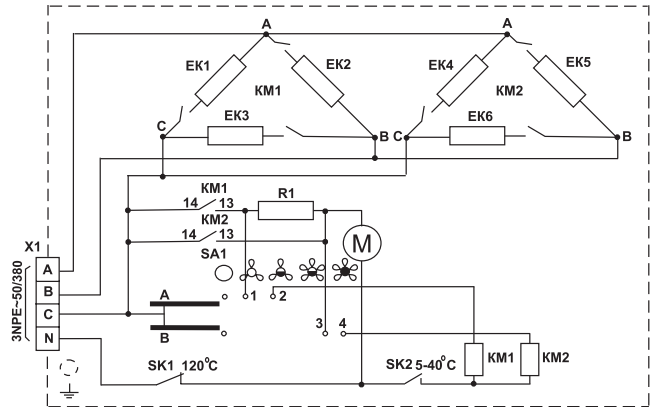 A A
EK1 EK2 EK4 EK5
KM1 KM2
C EK3 B C EK6 B
KM1
14 13 R1
KM2
14 13
X1 SA1 M
3NPE~50/380
A
B A 1 2
C
N B 3 4
SK1 120°C SK2 5-40°C KM1 KM2